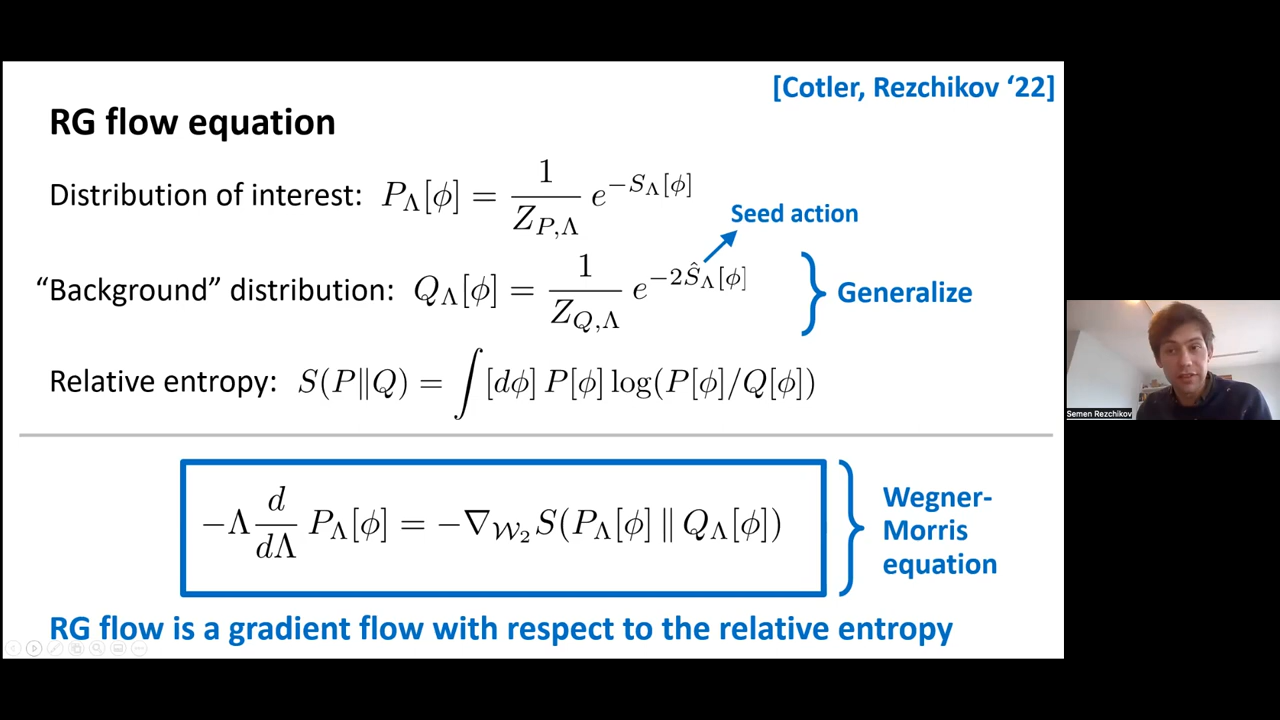 [Cotler, Rezchikov ‘22]
RG flow equation
Distribution of interest: P_Λ[ϕ] = 1/Z_{P,Λ} e^{−S_Λ[ϕ]}
Seed action
“Background” distribution: Q_Λ[ϕ] = 1/Z_{Q,Λ} e^{−2Ŝ_Λ[ϕ]}
Generalize
Relative entropy: S(P‖Q) = ∫[dϕ] P[ϕ] log(P[ϕ]/Q[ϕ])
−Λ d/dΛ P_Λ[ϕ] = −∇_{𝒲₂} S(P_Λ[ϕ] ‖ Q_Λ[ϕ])
Wegner-
Morris
equation
RG flow is a gradient flow with respect to the relative entropy
Semen Rezchikov